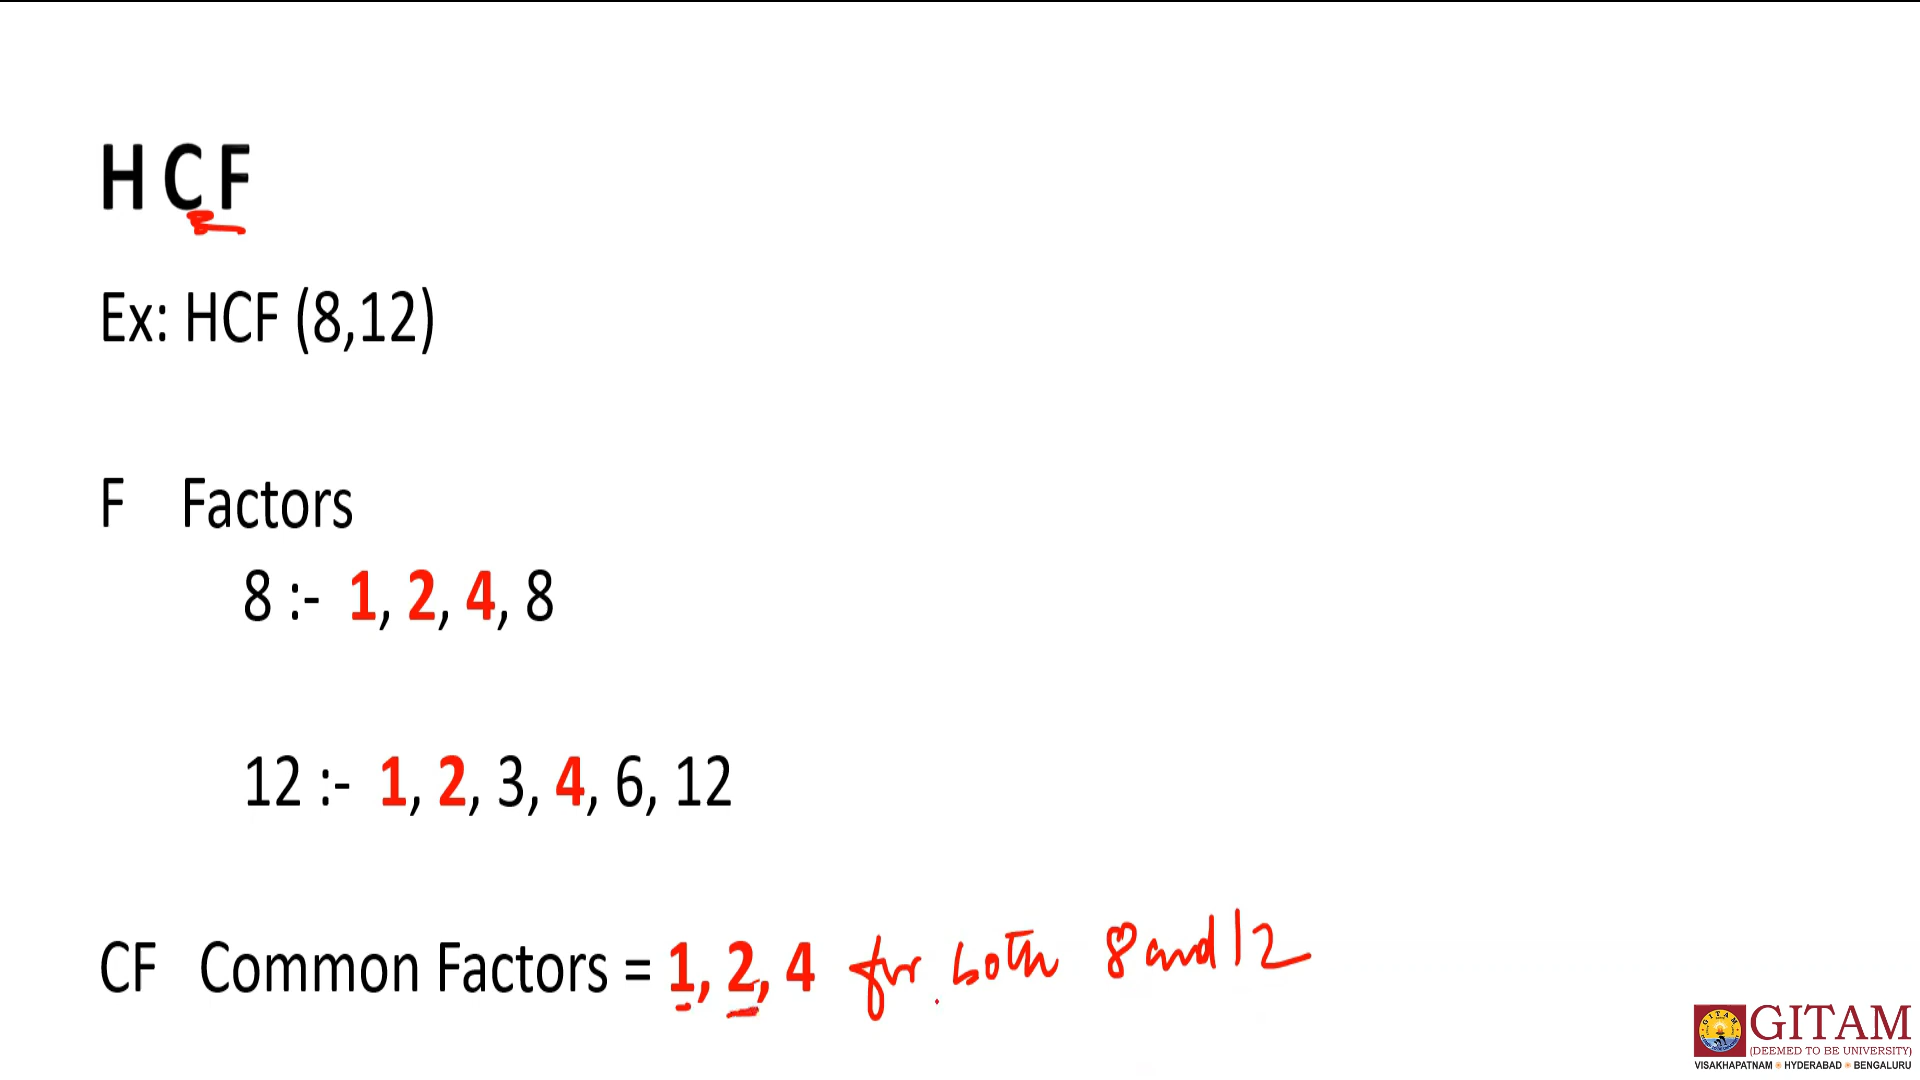 H C F
Ex: HCF (8,12)
F Factors
8 :- 1, 2, 4, 8
12 :- 1, 2, 3, 4, 6, 12
CF Common Factors = 1, 2, 4 for both 8 and 12
GITAM
(DEEMED TO BE UNIVERSITY)
VISAKHAPATNAM * HYDERABAD * BENGALURU